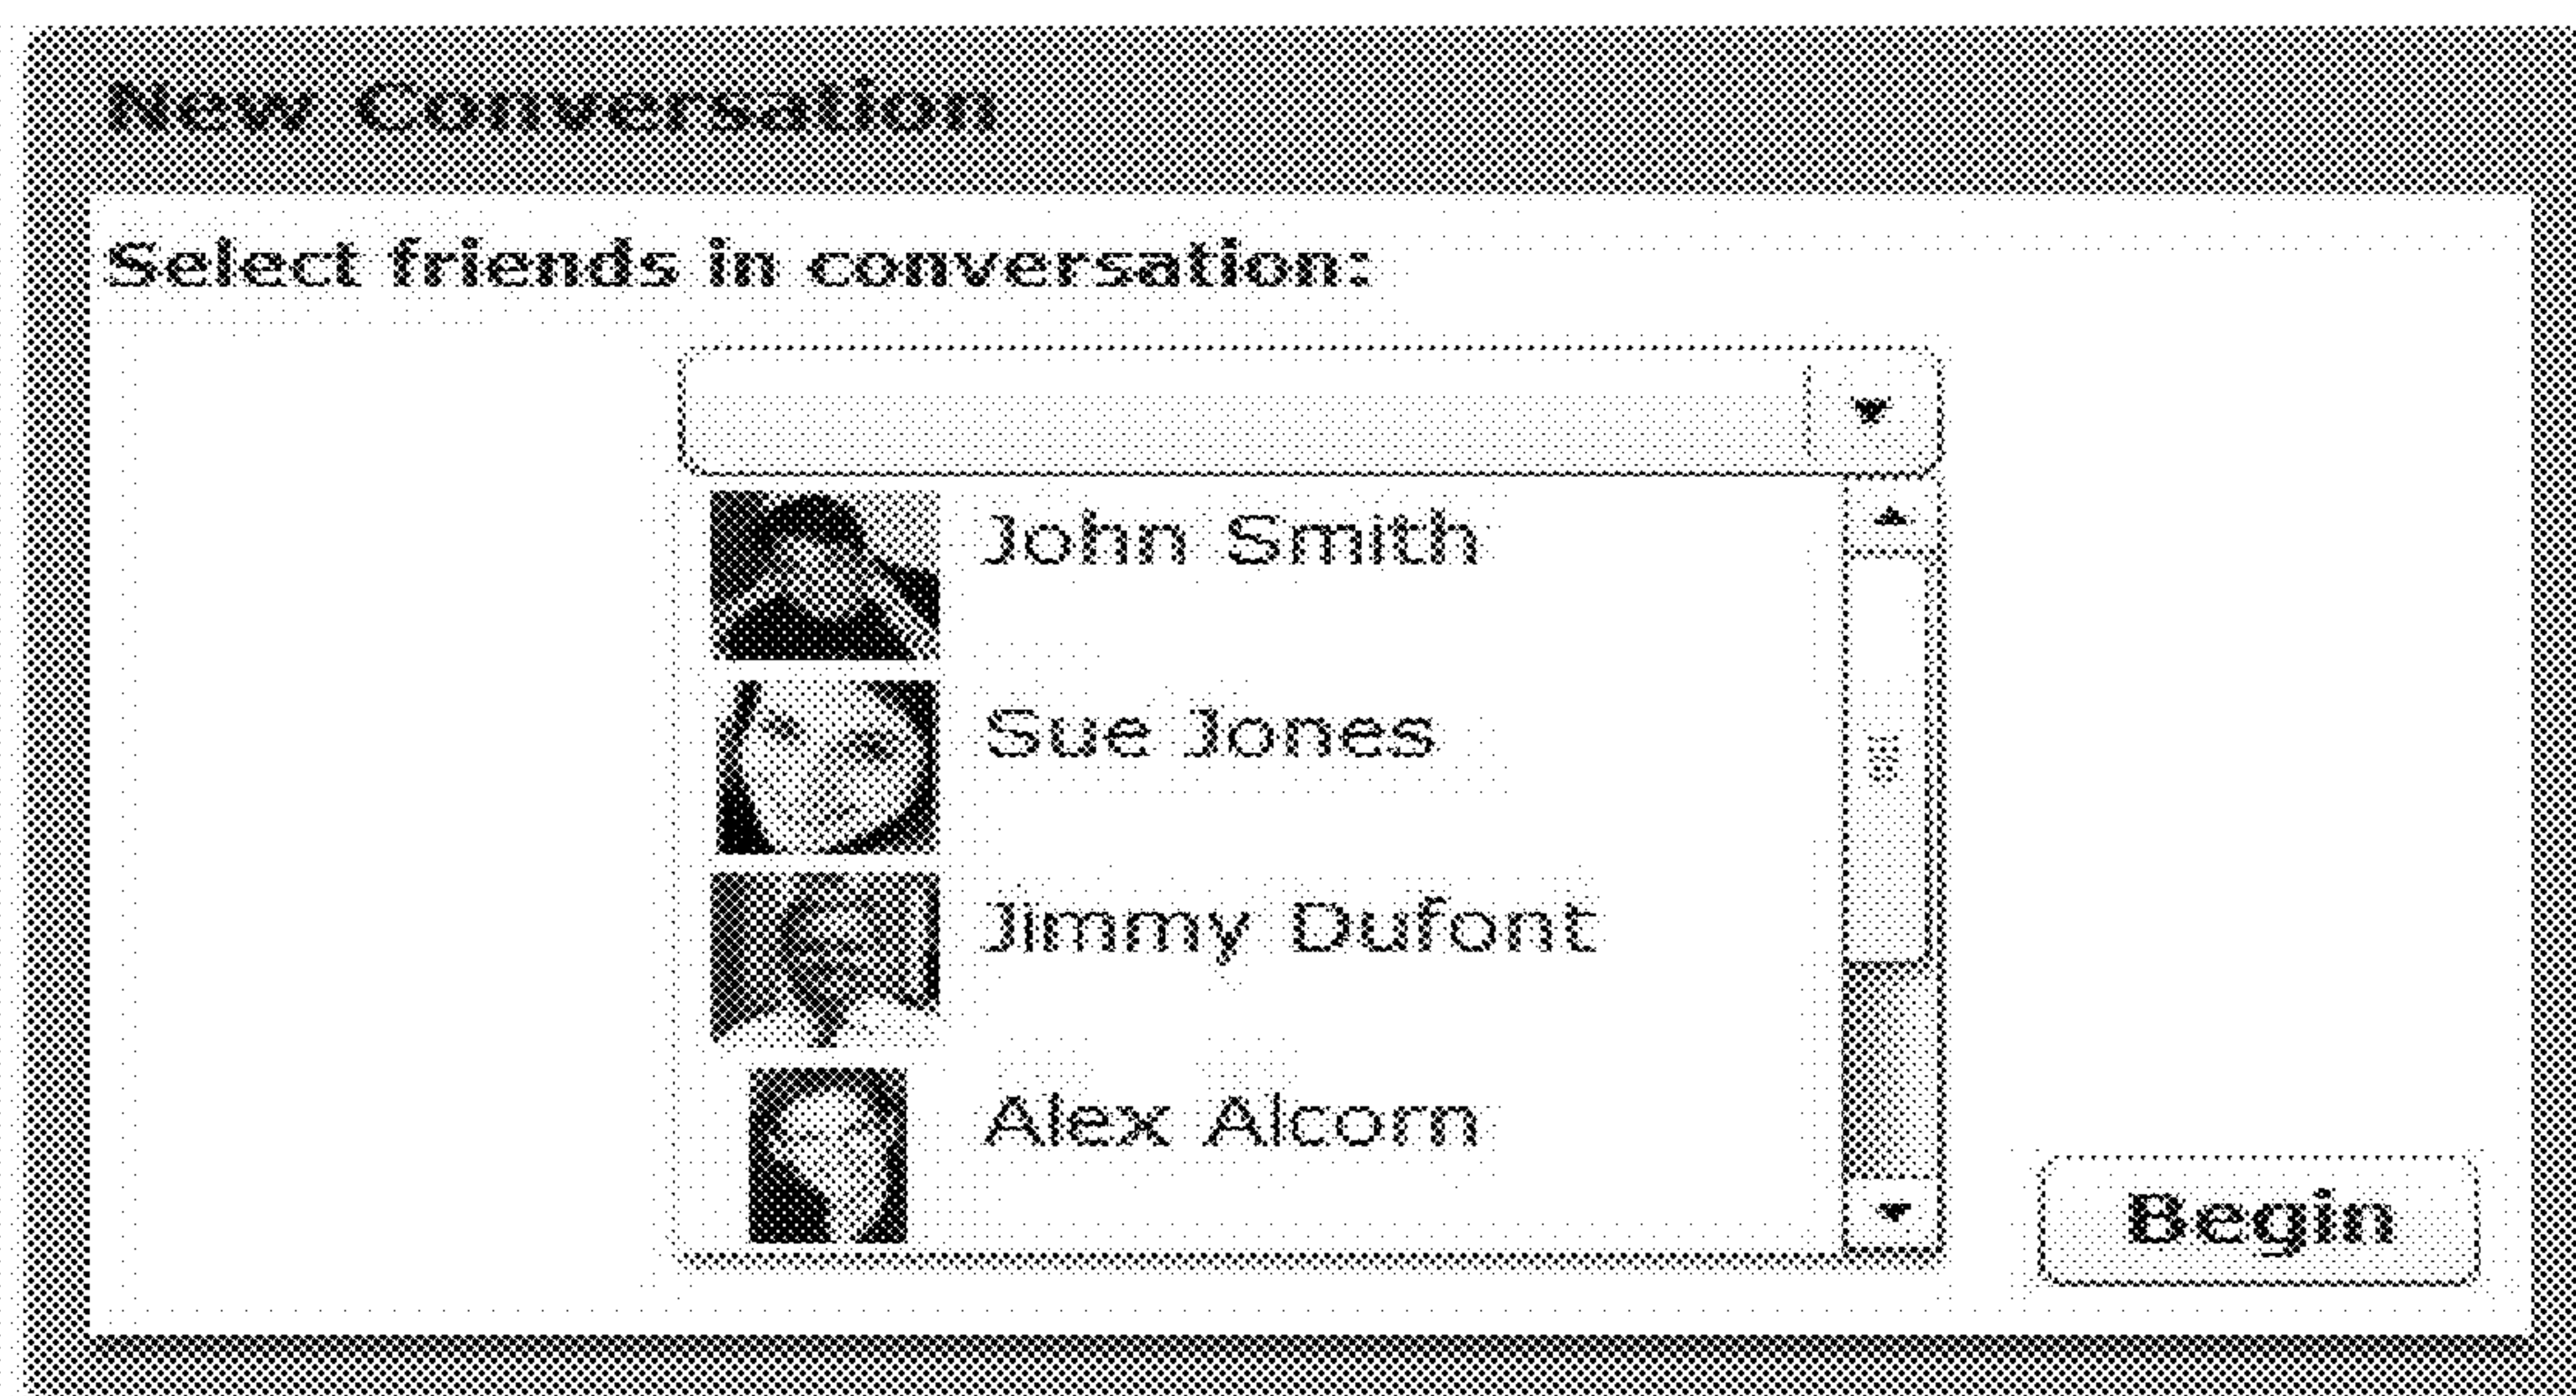 New Conversation
Select friends in conversation:
John Smith
Sue Jones
Jimmy Dufont
Alex Alcorn
Begin